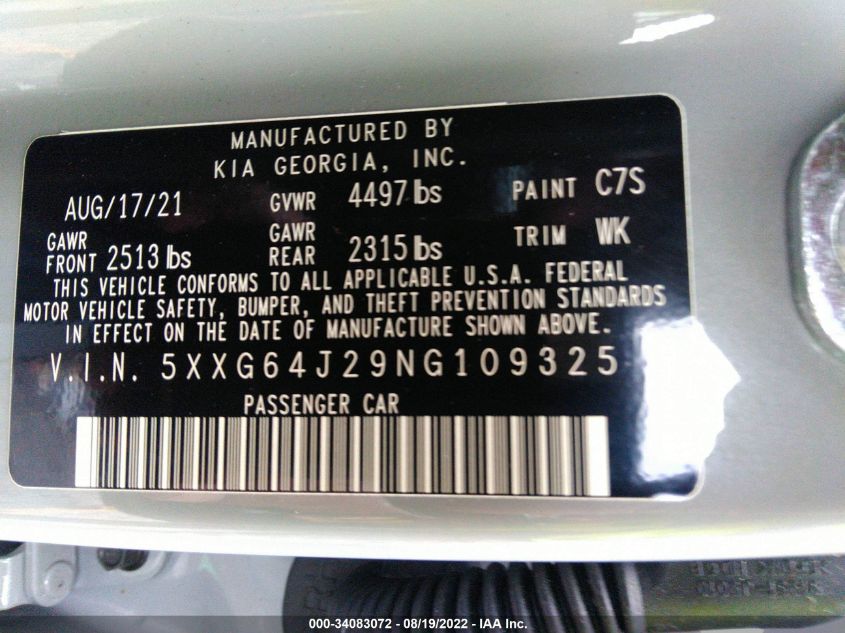 MANUFACTURED BY
KIA GEORGIA, INC.
AUG/17/21 GVWR 4497 lbs PAINT C7S
GAWR FRONT 2513 lbs GAWR REAR 2315 lbs TRIM WK
THIS VEHICLE CONFORMS TO ALL APPLICABLE U.S.A. FEDERAL
MOTOR VEHICLE SAFETY, BUMPER, AND THEFT PREVENTION STANDARDS
IN EFFECT ON THE DATE OF MANUFACTURE SHOWN ABOVE.
V.I.N. 5XXG64J29NG109325
PASSENGER CAR
000-34083072 - 08/19/2022 - IAA Inc.